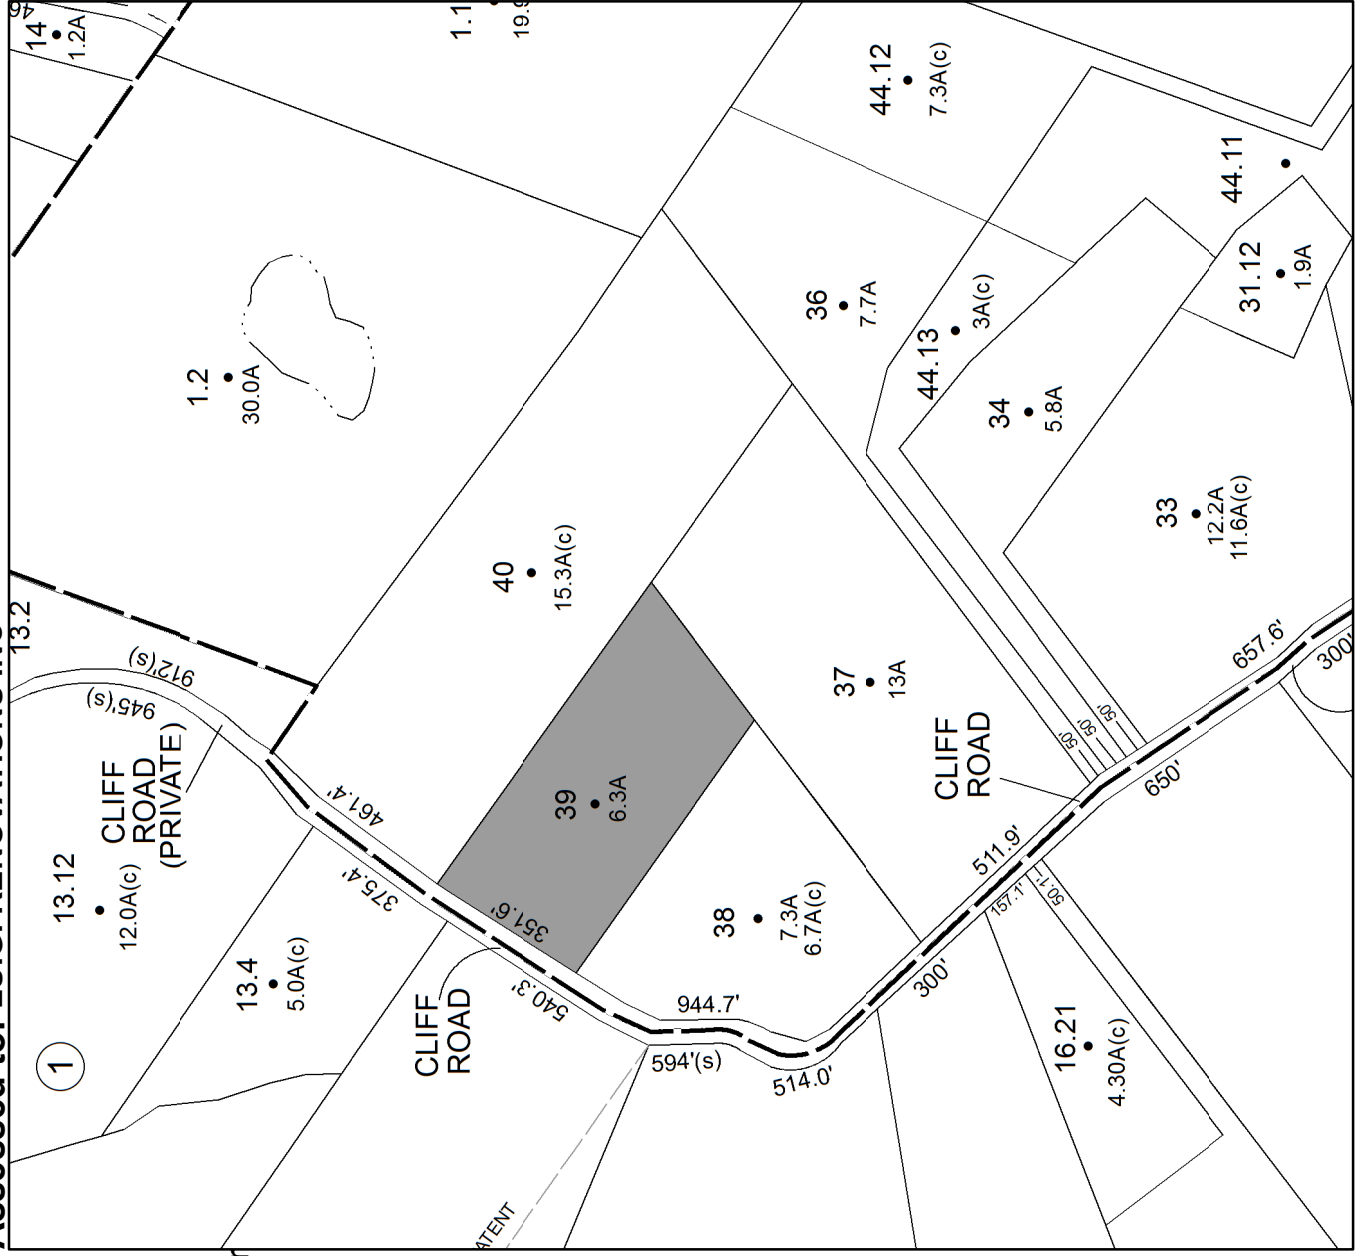 46
14
1.2A
1.1
19.9
44.12
7.3A(c)
44.11
31.12
1.9A
1.2
30.0A
36
7.7A
44.13
3A(c)
34
5.8A
33
12.2A
11.6A(c)
40
15.3A(c)
13.2
912'(s)
945'(s)
CLIFF
ROAD
(PRIVATE)
13.12
12.0A(c)
461.4'
375.4'
39
6.3A
351.6'
37
13A
CLIFF
ROAD
50'
50'
50'
657.6'
300'
650'
511.9'
157.1'
50.1'
38
7.3A
6.7A(c)
13.4
5.0A(c)
1
CLIFF
ROAD
540.3'
944.7'
594'(s)
514.0'
300'
16.21
4.30A(c)
ATENT